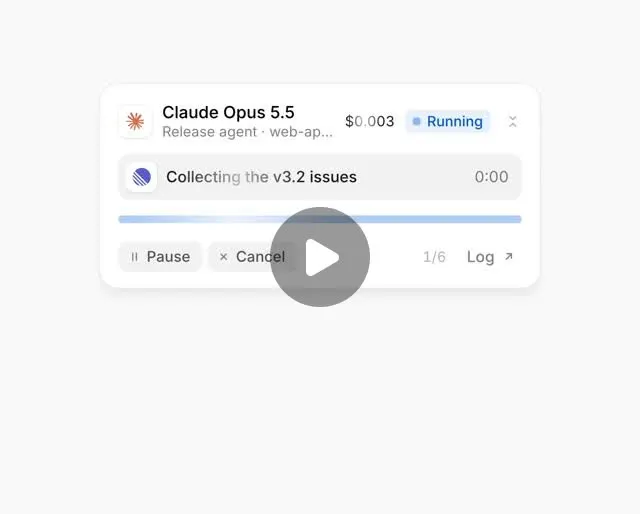 Claude Opus 5.5
Release agent · web-ap...
$0.003
Running
Collecting the v3.2 issues
0:00
Pause
Cancel
1/6
Log